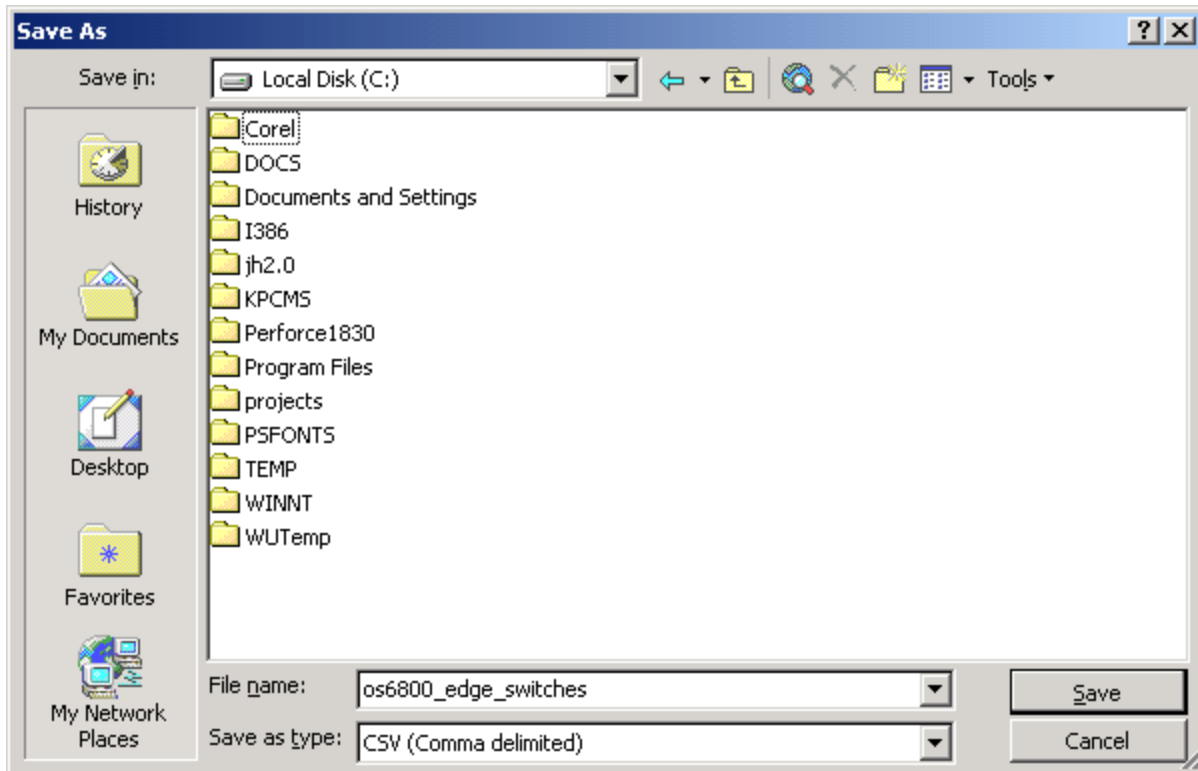 Save As
Save in:
Local Disk (C:)
Tools
History
My Documents
Desktop
Favorites
My Network
Places
Corel
DOCS
Documents and Settings
I386
jh2.0
KPCMS
Perforce1830
Program Files
projects
PSFONTS
TEMP
WINNT
WUTemp
File name:
os6800_edge_switches
Save
Save as type:
CSV (Comma delimited)
Cancel